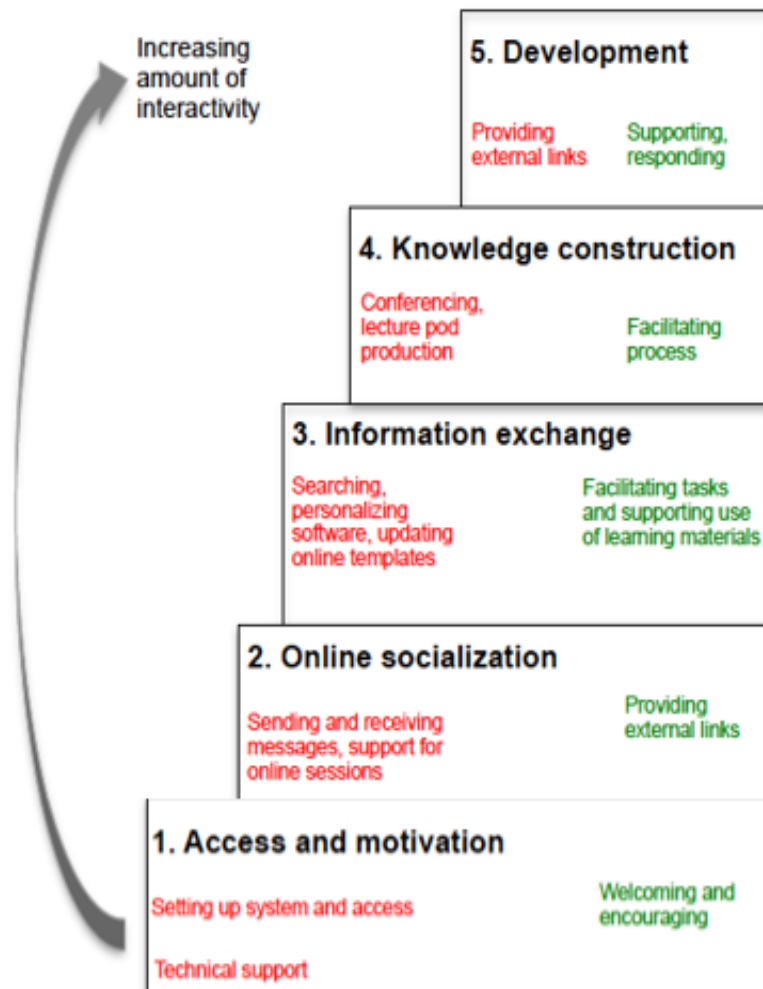 Increasing
amount of
interactivity
5. Development
Providing
external links
Supporting,
responding
4. Knowledge construction
Conferencing,
lecture pod
production
Facilitating
process
3. Information exchange
Searching,
personalizing
software, updating
online templates
Facilitating tasks
and supporting use
of learning materials
2. Online socialization
Sending and receiving
messages, support for
online sessions
Providing
external links
1. Access and motivation
Setting up system and access
Technical support
Welcoming and
encouraging